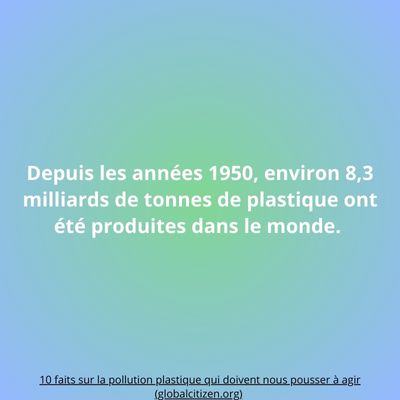 Depuis les années 1950, environ 8,3
milliards de tonnes de plastique ont
été produites dans le monde.
10 faits sur la pollution plastique qui doivent nous pousser à agir
(globalcitizen.org)